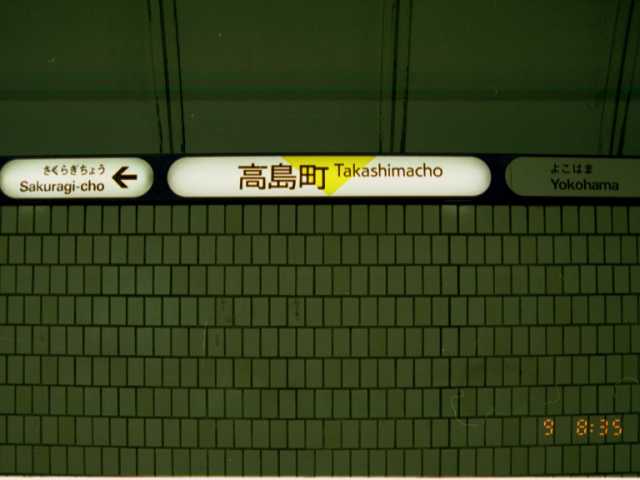 さくらぎちょう
Sakuragi-cho
高島町 Takashimacho
よこはま
Yokohama
9 8:35